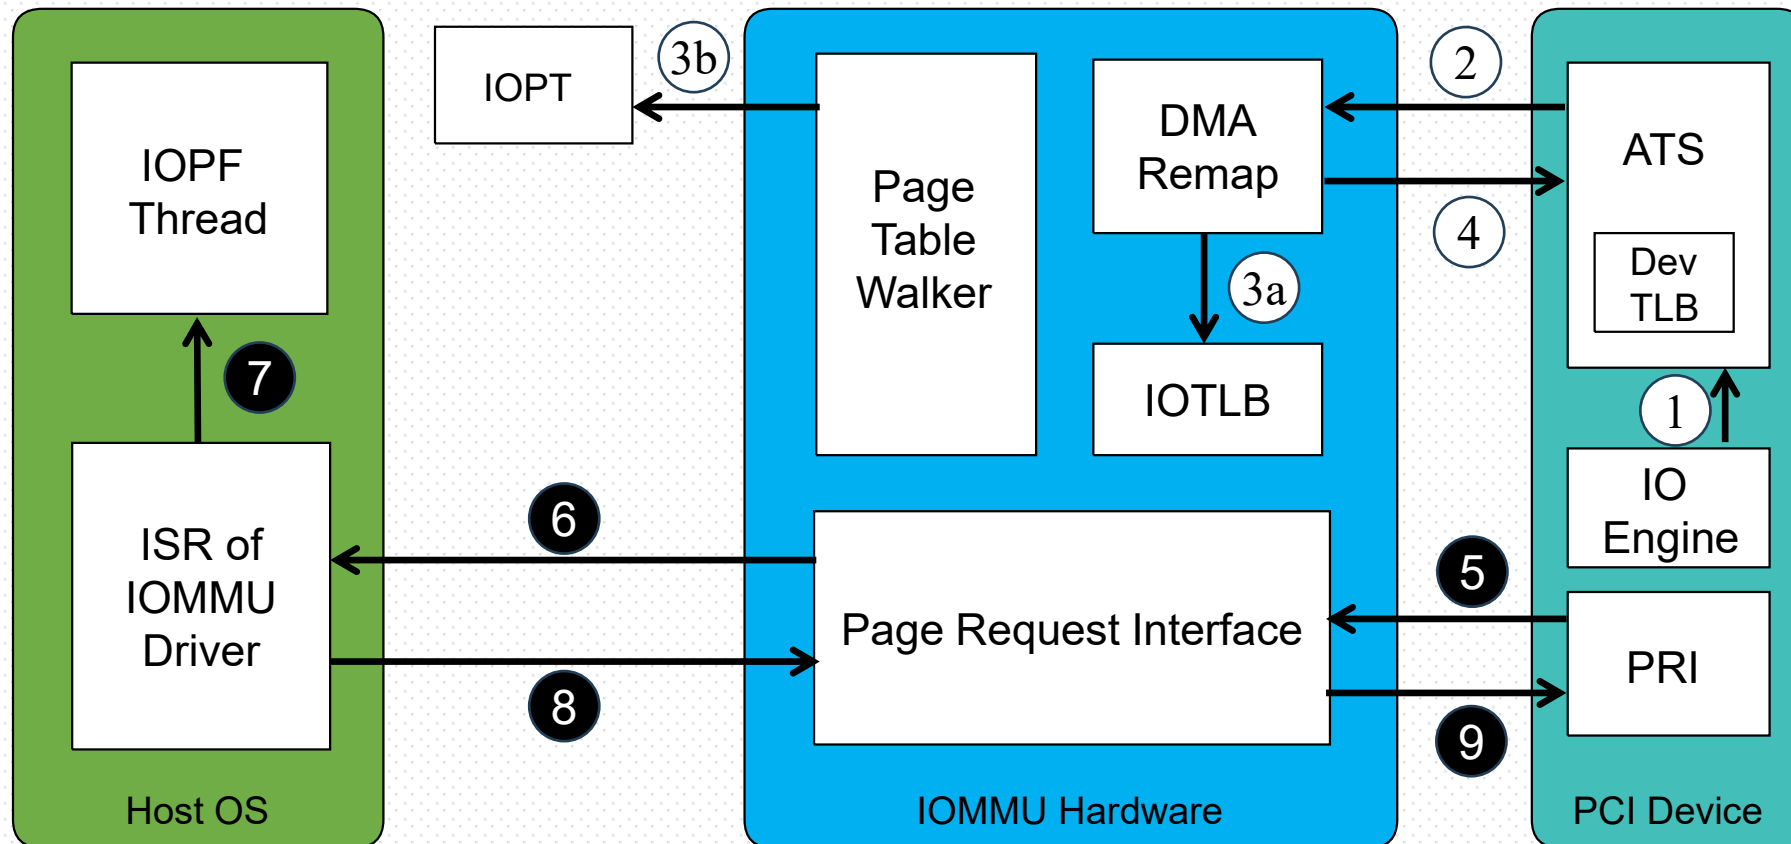 IOPF
Thread
7
ISR of
IOMMU
Driver
Host OS
IOPT
3b
6
8
Page
Table
Walker
DMA
Remap
3a
IOTLB
Page Request Interface
IOMMU Hardware
2
4
5
9
ATS
Dev
TLB
1
IO
Engine
PRI
PCI Device